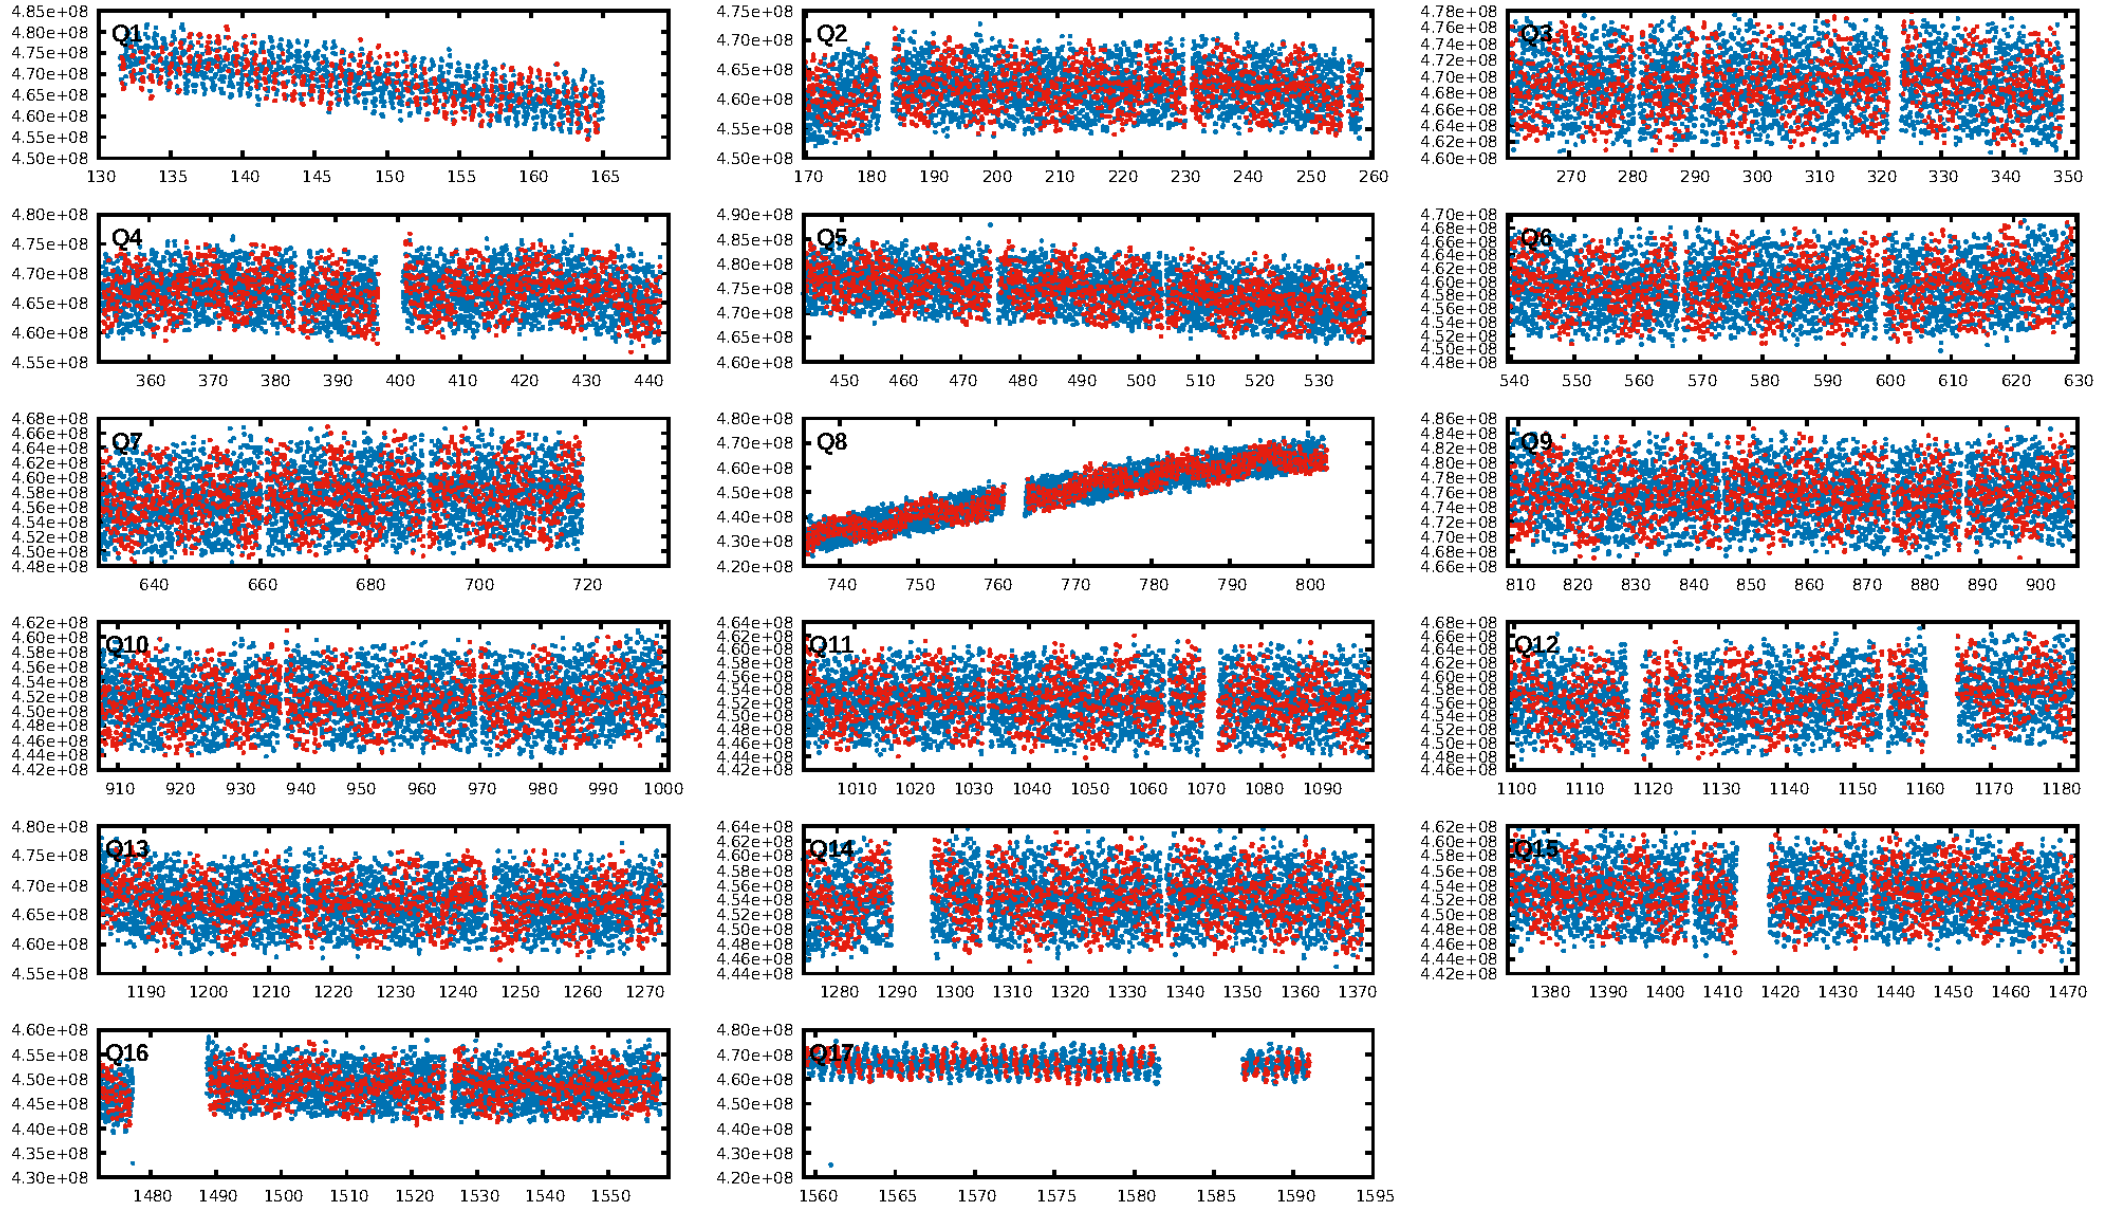 4.85e+08
4.80e+08
4.75e+08
4.70e+08
4.65e+08
4.60e+08
4.55e+08
4.50e+08
Q1
130 135 140 145 150 155 160 165
4.75e+08
4.70e+08
4.65e+08
4.60e+08
4.55e+08
4.50e+08
Q2
170 180 190 200 210 220 230 240 250 260
4.78e+08
4.76e+08
4.74e+08
4.72e+08
4.70e+08
4.68e+08
4.66e+08
4.64e+08
4.62e+08
4.60e+08
Q3
270 280 290 300 310 320 330 340 350
4.80e+08
4.75e+08
4.70e+08
4.65e+08
4.60e+08
4.55e+08
Q4
360 370 380 390 400 410 420 430 440
4.90e+08
4.85e+08
4.80e+08
4.75e+08
4.70e+08
4.65e+08
4.60e+08
Q5
450 460 470 480 490 500 510 520 530
4.70e+08
4.68e+08
4.66e+08
4.64e+08
4.62e+08
4.60e+08
4.58e+08
4.56e+08
4.54e+08
4.52e+08
4.50e+08
4.48e+08
Q6
540 550 560 570 580 590 600 610 620 630
4.68e+08
4.66e+08
4.64e+08
4.62e+08
4.60e+08
4.58e+08
4.56e+08
4.54e+08
4.52e+08
4.50e+08
4.48e+08
Q7
640 660 680 700 720
4.80e+08
4.70e+08
4.60e+08
4.50e+08
4.40e+08
4.30e+08
4.20e+08
Q8
740 750 760 770 780 790 800
4.86e+08
4.84e+08
4.82e+08
4.80e+08
4.78e+08
4.76e+08
4.74e+08
4.72e+08
4.70e+08
4.68e+08
4.66e+08
Q9
810 820 830 840 850 860 870 880 890 900
4.62e+08
4.60e+08
4.58e+08
4.56e+08
4.54e+08
4.52e+08
4.50e+08
4.48e+08
4.46e+08
4.44e+08
4.42e+08
Q10
910 920 930 940 950 960 970 980 990 1000
4.64e+08
4.62e+08
4.60e+08
4.58e+08
4.56e+08
4.54e+08
4.52e+08
4.50e+08
4.48e+08
4.46e+08
4.44e+08
4.42e+08
Q11
1010 1020 1030 1040 1050 1060 1070 1080 1090
4.68e+08
4.66e+08
4.64e+08
4.62e+08
4.60e+08
4.58e+08
4.56e+08
4.54e+08
4.52e+08
4.50e+08
4.48e+08
4.46e+08
Q12
1100 1110 1120 1130 1140 1150 1160 1170 1180
4.80e+08
4.75e+08
4.70e+08
4.65e+08
4.60e+08
4.55e+08
Q13
1190 1200 1210 1220 1230 1240 1250 1260 1270
4.64e+08
4.62e+08
4.60e+08
4.58e+08
4.56e+08
4.54e+08
4.52e+08
4.50e+08
4.48e+08
4.46e+08
4.44e+08
Q14
1280 1290 1300 1310 1320 1330 1340 1350 1360 1370
4.62e+08
4.60e+08
4.58e+08
4.56e+08
4.54e+08
4.52e+08
4.50e+08
4.48e+08
4.46e+08
4.44e+08
4.42e+08
Q15
1380 1390 1400 1410 1420 1430 1440 1450 1460 1470
4.60e+08
4.55e+08
4.50e+08
4.45e+08
4.40e+08
4.35e+08
4.30e+08
Q16
1480 1490 1500 1510 1520 1530 1540 1550
4.80e+08
4.70e+08
4.60e+08
4.50e+08
4.40e+08
4.30e+08
4.20e+08
Q17
1560 1565 1570 1575 1580 1585 1590 1595